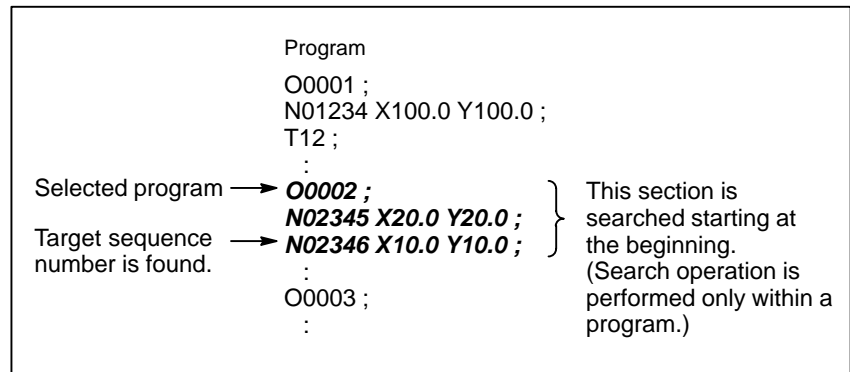 Program
O0001 ;
N01234 X100.0 Y100.0 ;
T12 ;
:
Selected program
O0002 ;
N02345 X20.0 Y20.0 ;
Target sequence
number is found.
N02346 X10.0 Y10.0 ;
:
O0003 ;
:
This section is
searched starting at
the beginning.
(Search operation is
performed only within a
program.)